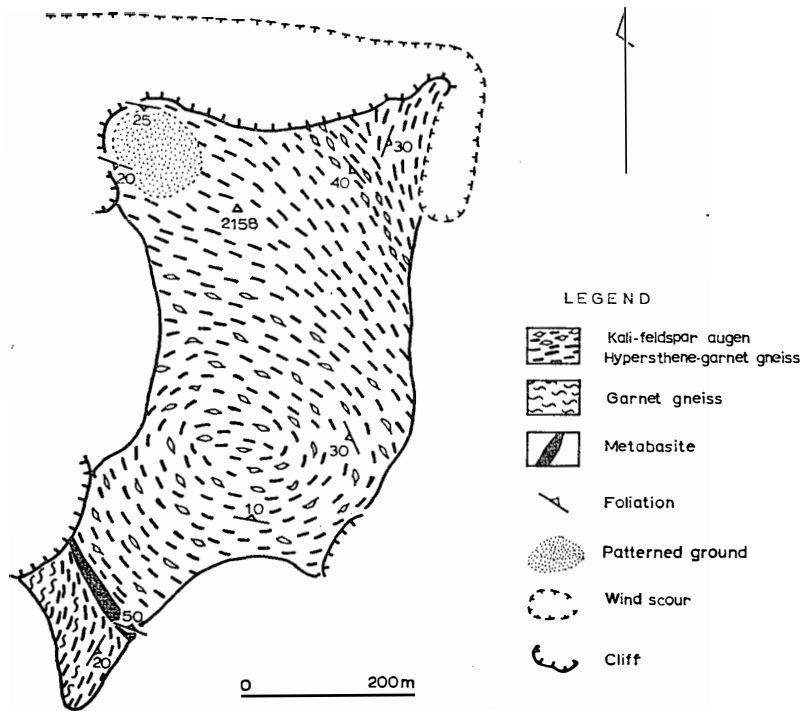 25
30
20
40
2158
30
10
50
20
0 200m
LEGEND
Kali-feldspar augen
Hypersthene-garnet gneiss
Garnet gneiss
Metabasite
Foliation
Patterned ground
Wind scour
Cliff